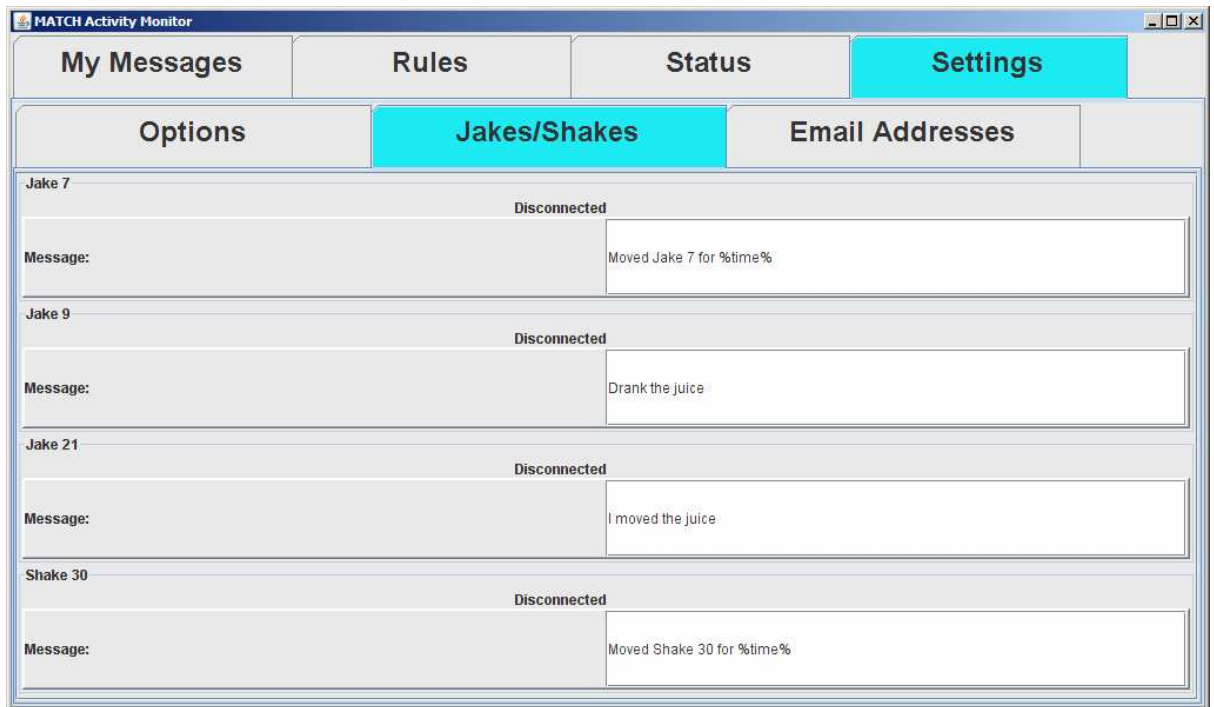 MATCH Activity Monitor
My Messages Rules Status Settings
Options Jakes/Shakes Email Addresses
Jake 7
Disconnected
Message: Moved Jake 7 for %time%
Jake 9
Disconnected
Message: Drank the juice
Jake 21
Disconnected
Message: I moved the juice
Shake 30
Disconnected
Message: Moved Shake 30 for %time%